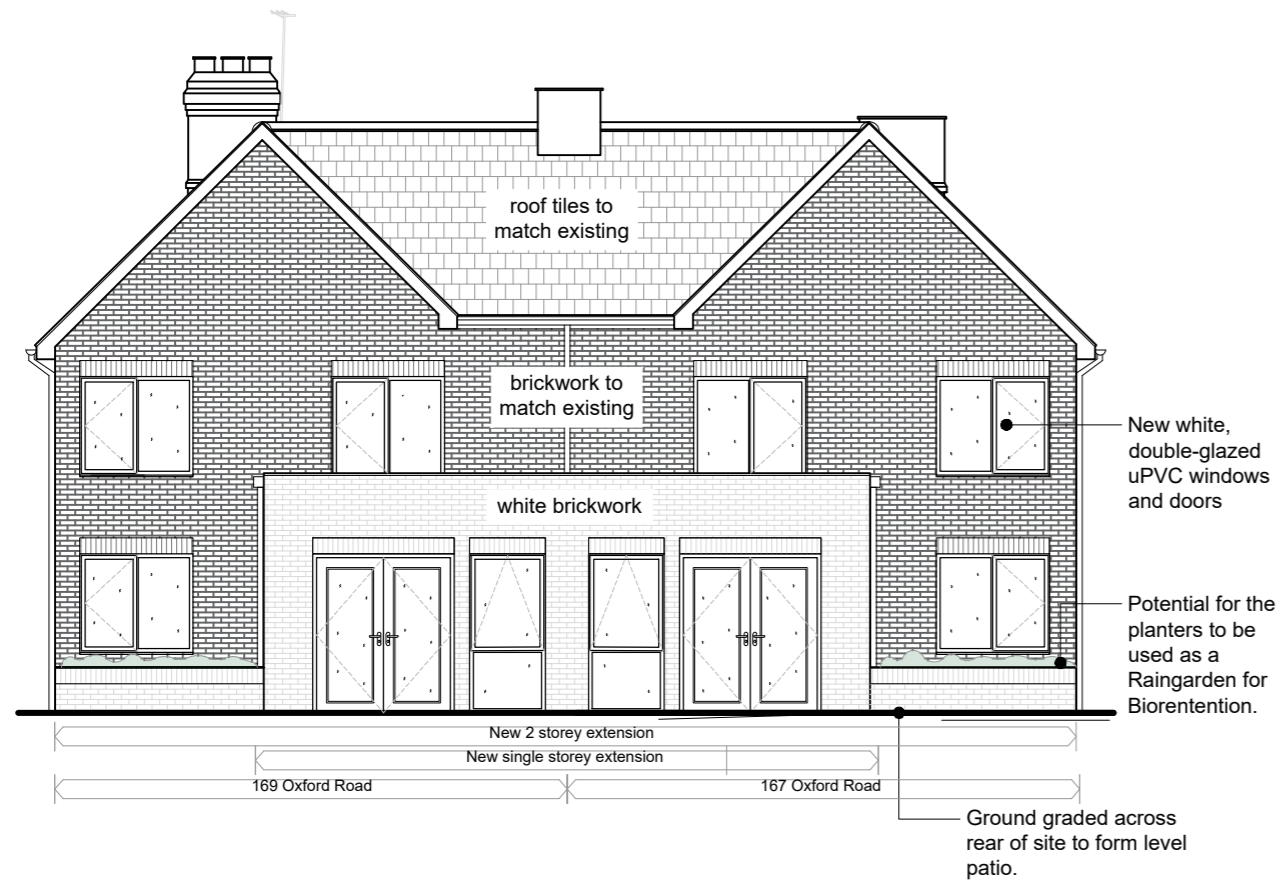 roof tiles to
match existing
brickwork to
match existing
New white,
double-glazed
uPVC windows
and doors
white brickwork
Potential for the
planters to be
used as a
Raingarden for
Biorentention.
New 2 storey extension
New single storey extension
169 Oxford Road
167 Oxford Road
Ground graded across
rear of site to form level
patio.